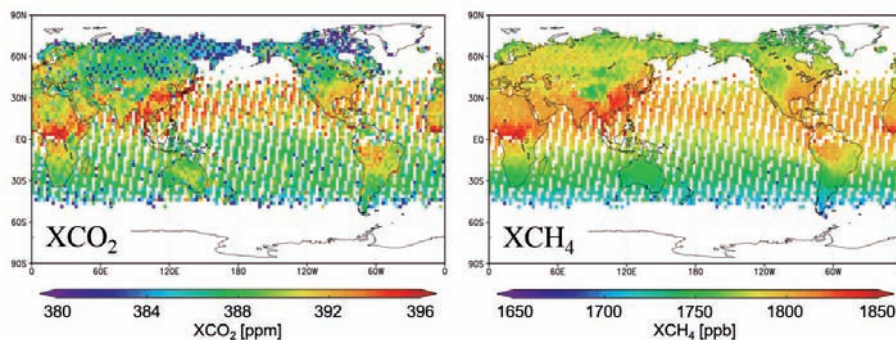 90N
60N
30N
EQ
30S
60S
90S
XCO₂
0 60E 120E 180 120W 60W 0
380 384 388 392 396
XCO₂ [ppm]
90N
60N
30N
EQ
30S
60S
90S
XCH₄
0 60E 120E 180 120W 60W
1650 1700 1750 1800 1850
XCH₄ [ppb]